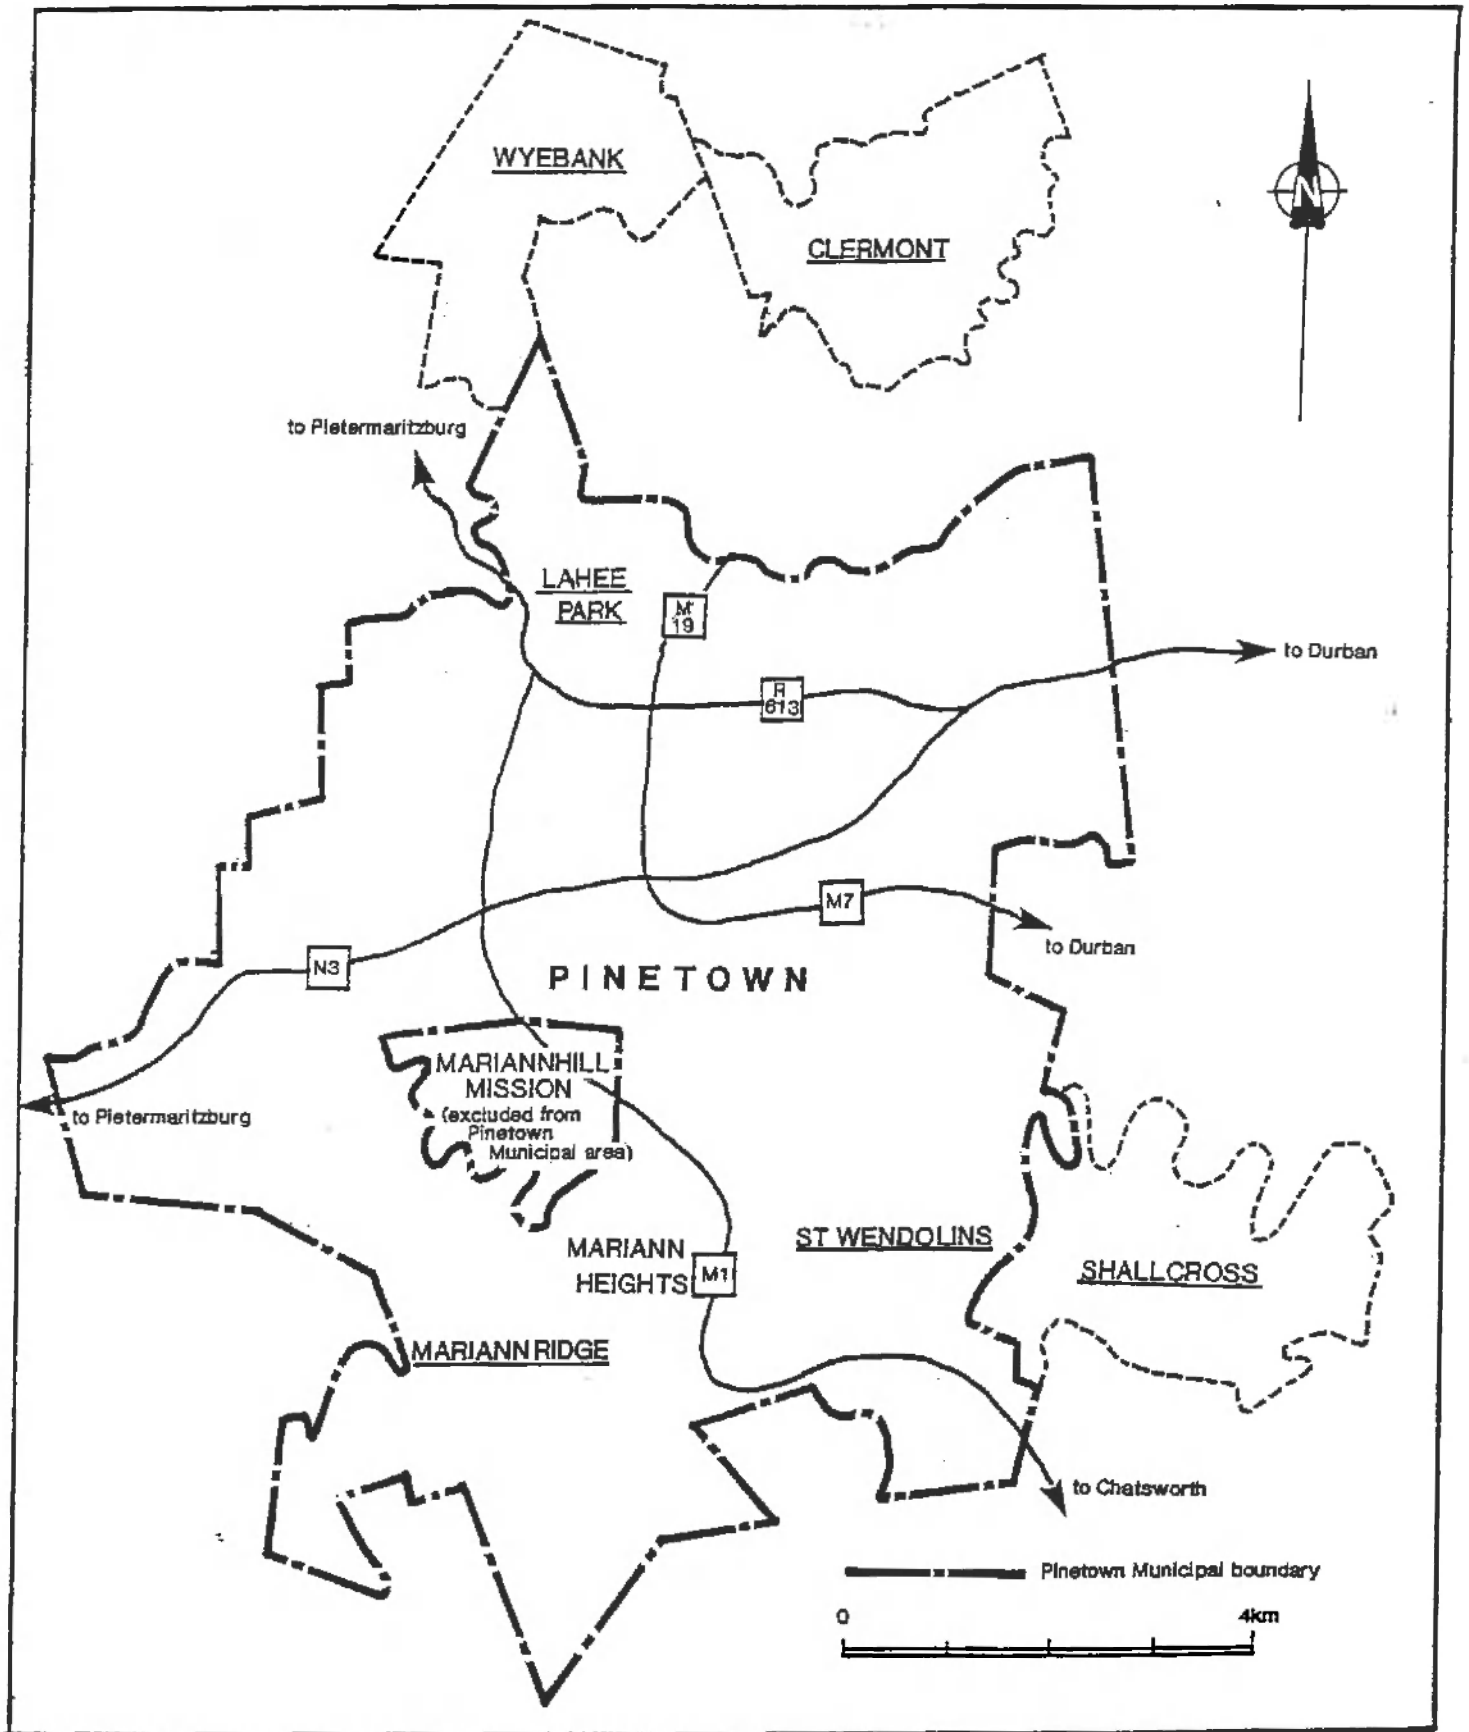 WYEBANK
CLERMONT
N
to Pietermaritzburg
LAHEE
PARK
M
19
to Durban
R
613
M7
to Durban
N3
PINETOWN
MARIANNHILL
MISSION
(excluded from
Pinetown
Municipal area)
to Pietermaritzburg
ST WENDOLINS
MARIANN
HEIGHTS
M1
SHALLCROSS
MARIANN RIDGE
to Chatsworth
Pinetown Municipal boundary
0
4km